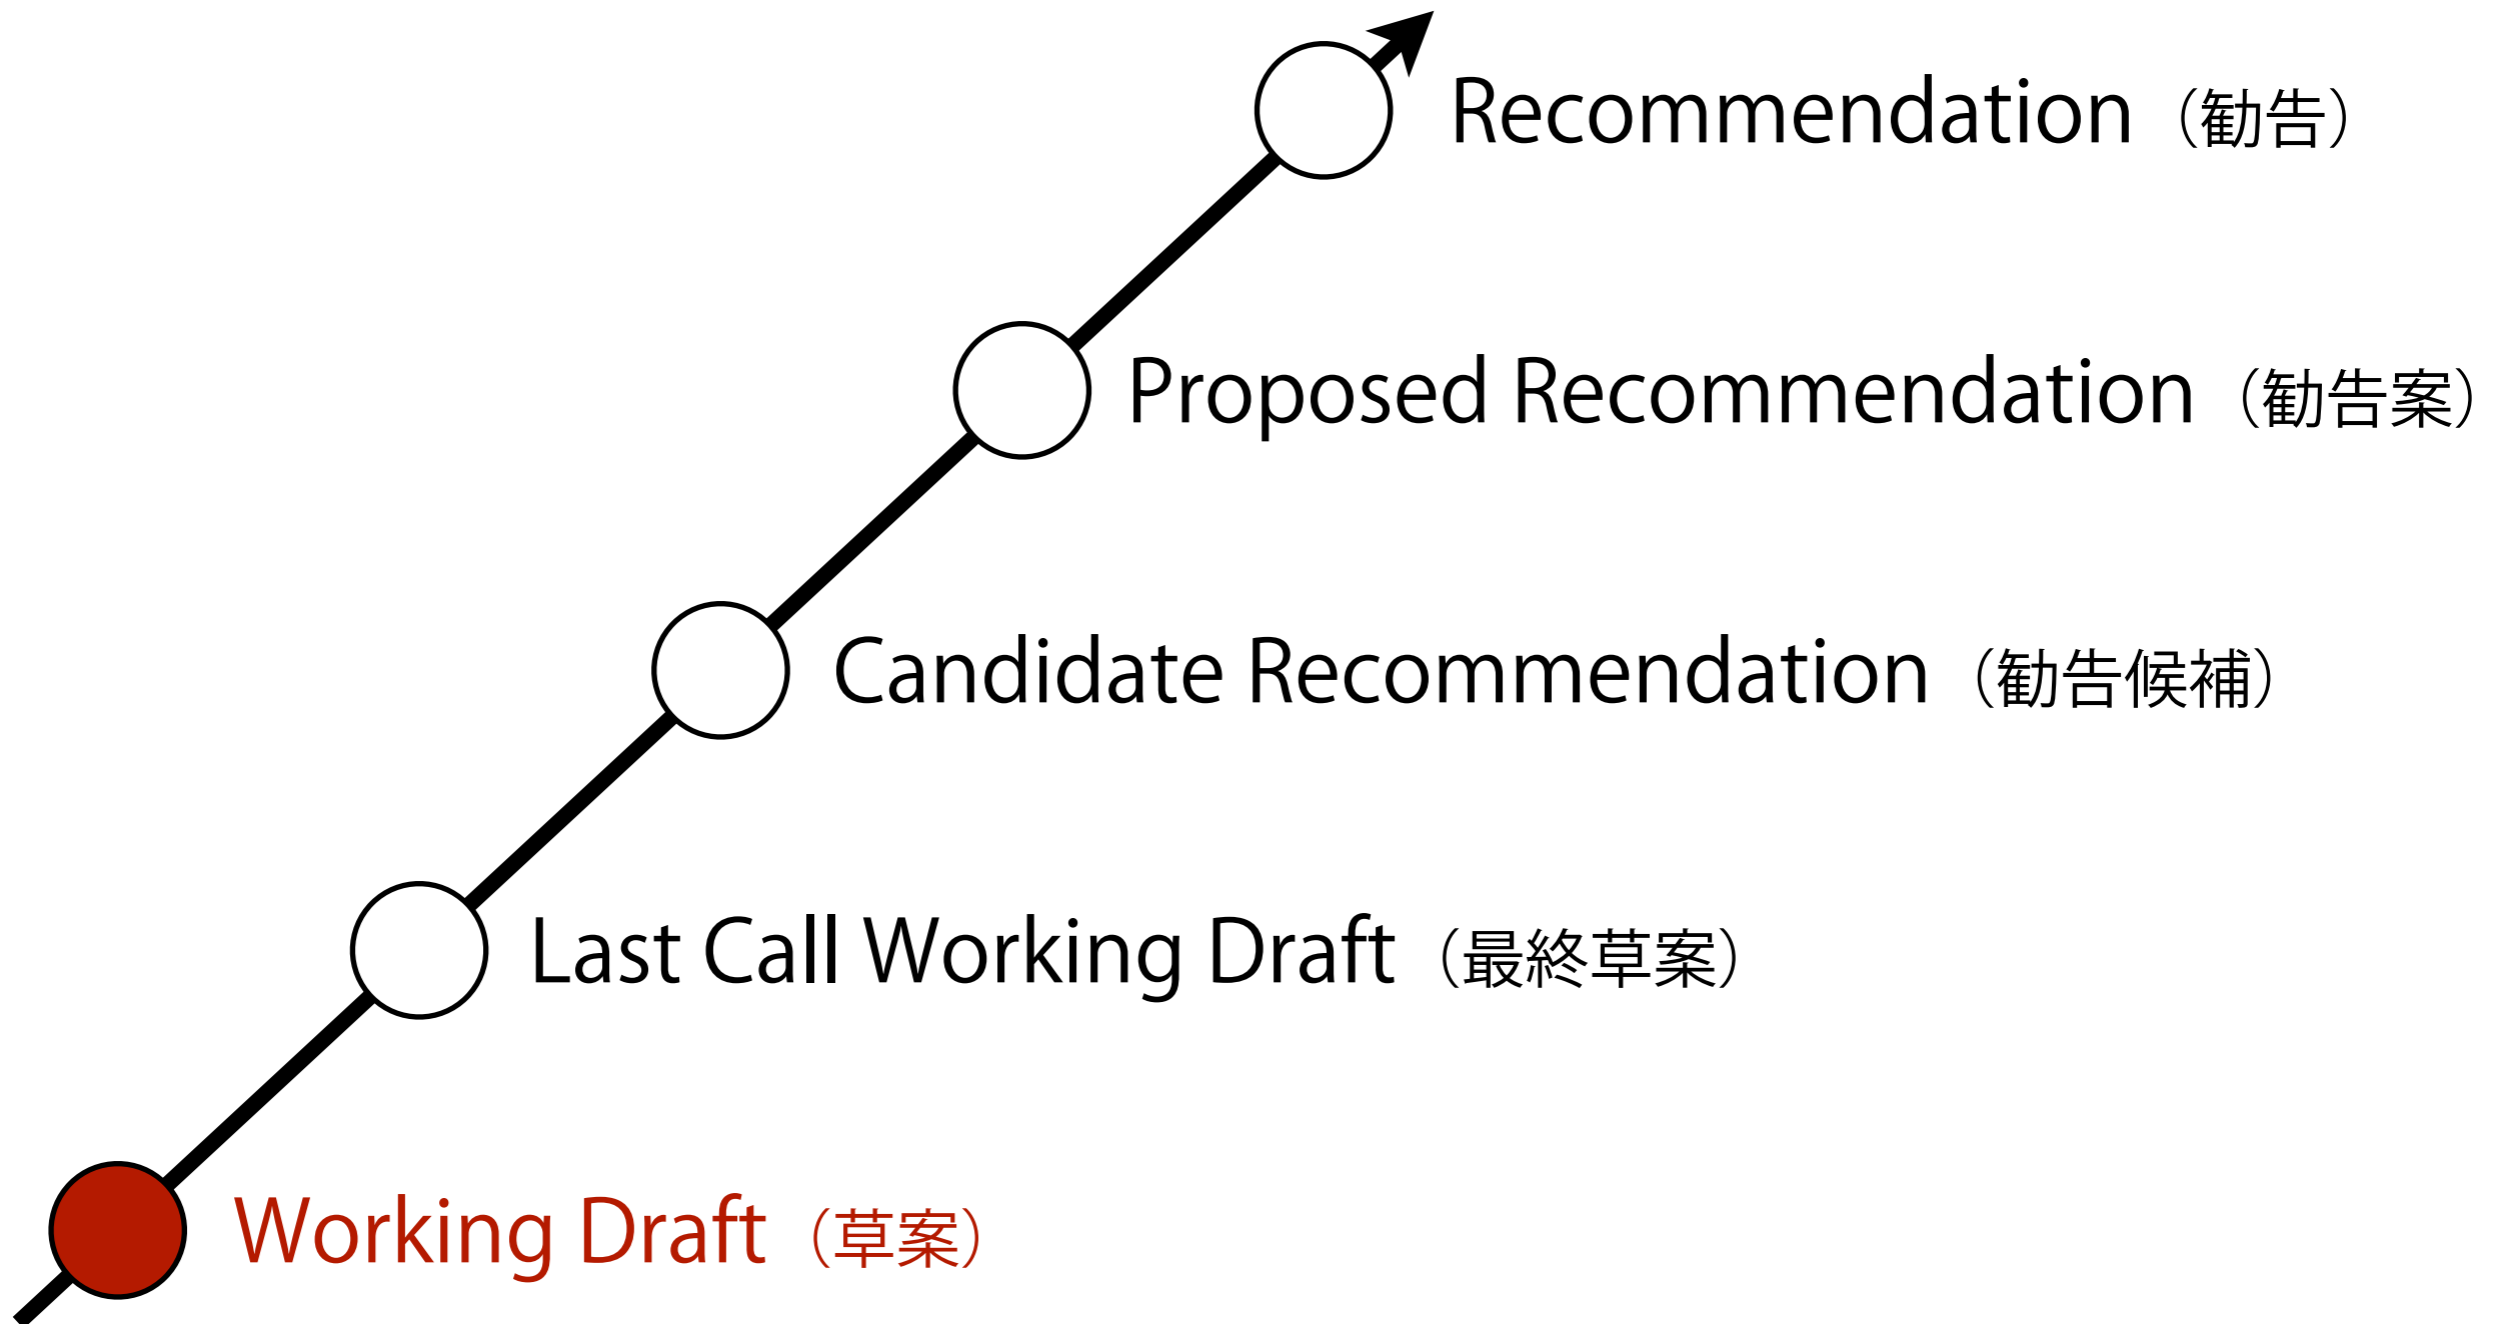 Recommendation（勧告）
Proposed Recommendation（勧告案）
Candidate Recommendation（勧告候補）
Last Call Working Draft（最終草案）
Working Draft（草案）